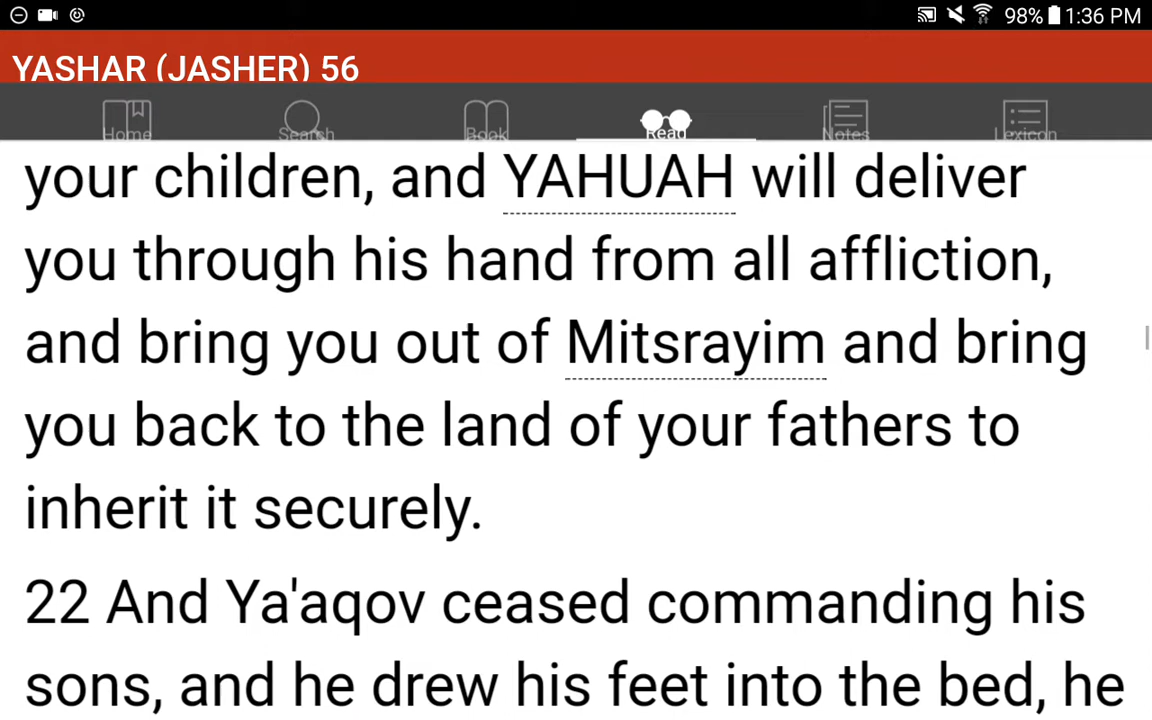 98% 1:36 PM
YASHAR (JASHER) 56
Home Search Book Read Notes Lexicon
your children, and YAHUAH will deliver
you through his hand from all affliction,
and bring you out of Mitsrayim and bring
you back to the land of your fathers to
inherit it securely.
22 And Ya'aqov ceased commanding his
sons, and he drew his feet into the bed, he